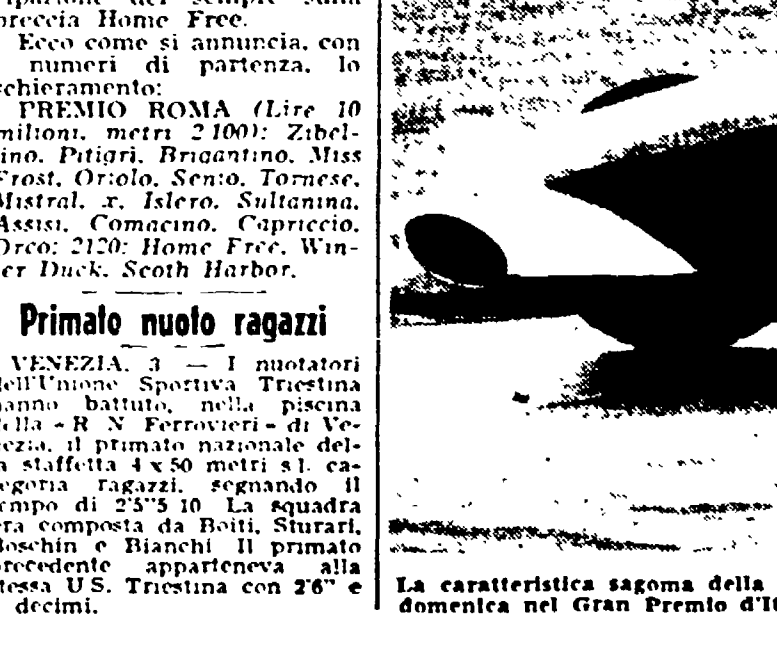 sempre sulla
breccia Home Free.
Ecco come si annuncia, con
numeri di partenza, lo
schieramento:
PREMIO ROMA (Lire 10
milioni, metri 2100): Zibel-
lino, Pitigri, Brigantino, Miss
Frost, Oriolo, Senio, Tornese,
Mistral, x, Islero, Sultanina,
Assisi, Comacino, Capriccio,
Orco; 2120: Home Free, Win-
ter Duck, Scoth Harbor.
Primato nuoto ragazzi
VENEZIA, 3 — I nuotatori
dell'Unione Sportiva Triestina
hanno battuto, nella piscina
della « R N Ferrovieri » di Ve-
nezia, il primato nazionale del-
la staffetta 4 x 50 metri s.l. ca-
tegoria ragazzi, segnando il
tempo di 2'5"5 10 La squadra
era composta da Boiti, Sturari,
Boschin e Bianchi Il primato
precedente apparteneva alla
stessa U.S. Triestina con 2'6" e
decimi.
La caratteristica sagoma della
domenica nel Gran Premio d'It